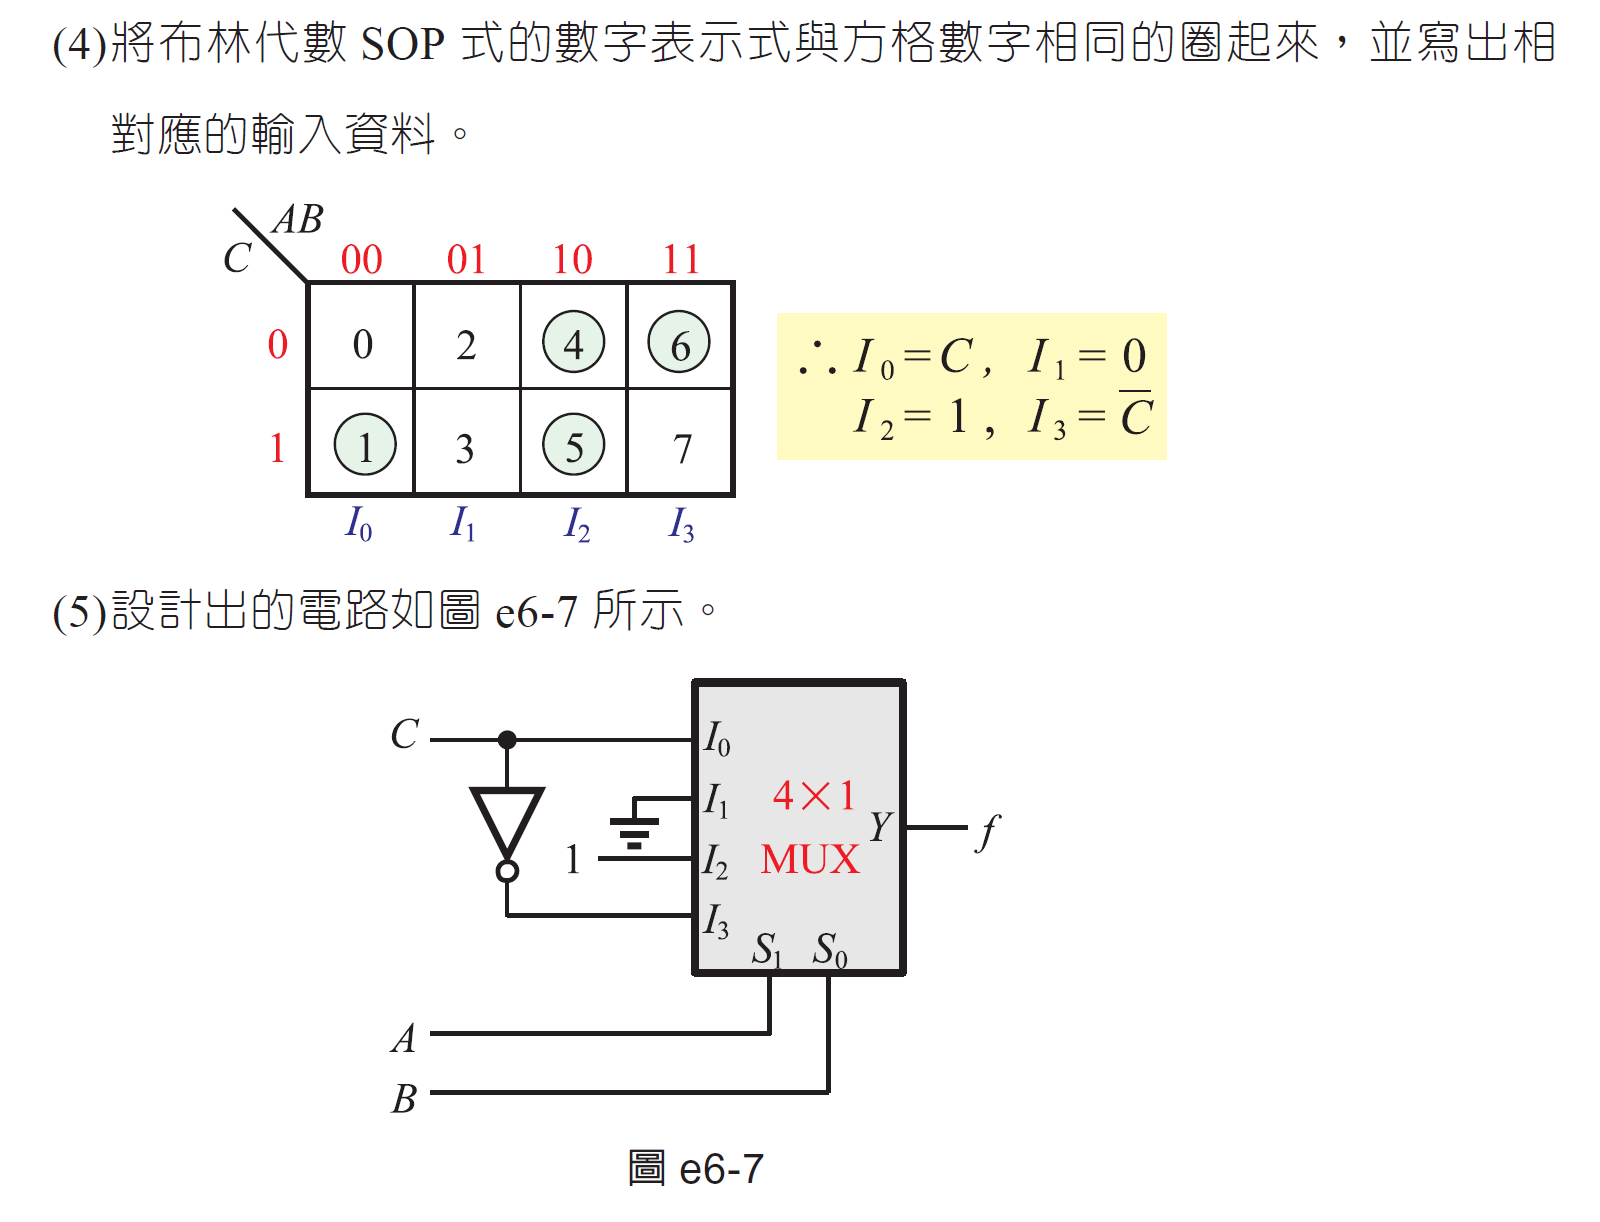 (4)將布林代數 SOP 式的數字表示式與方格數字相同的圈起來，並寫出相
對應的輸入資料。
AB
C 00 01 10 11
0 0 2 4 6
1 1 3 5 7
I₀ I₁ I₂ I₃
∴ I₀ = C , I₁ = 0
I₂ = 1 , I₃ = C̅
(5)設計出的電路如圖 e6-7 所示。
C I₀
I₁ 4×1
Y f
1 I₂ MUX
I₃
S₁ S₀
A
B
圖 e6-7